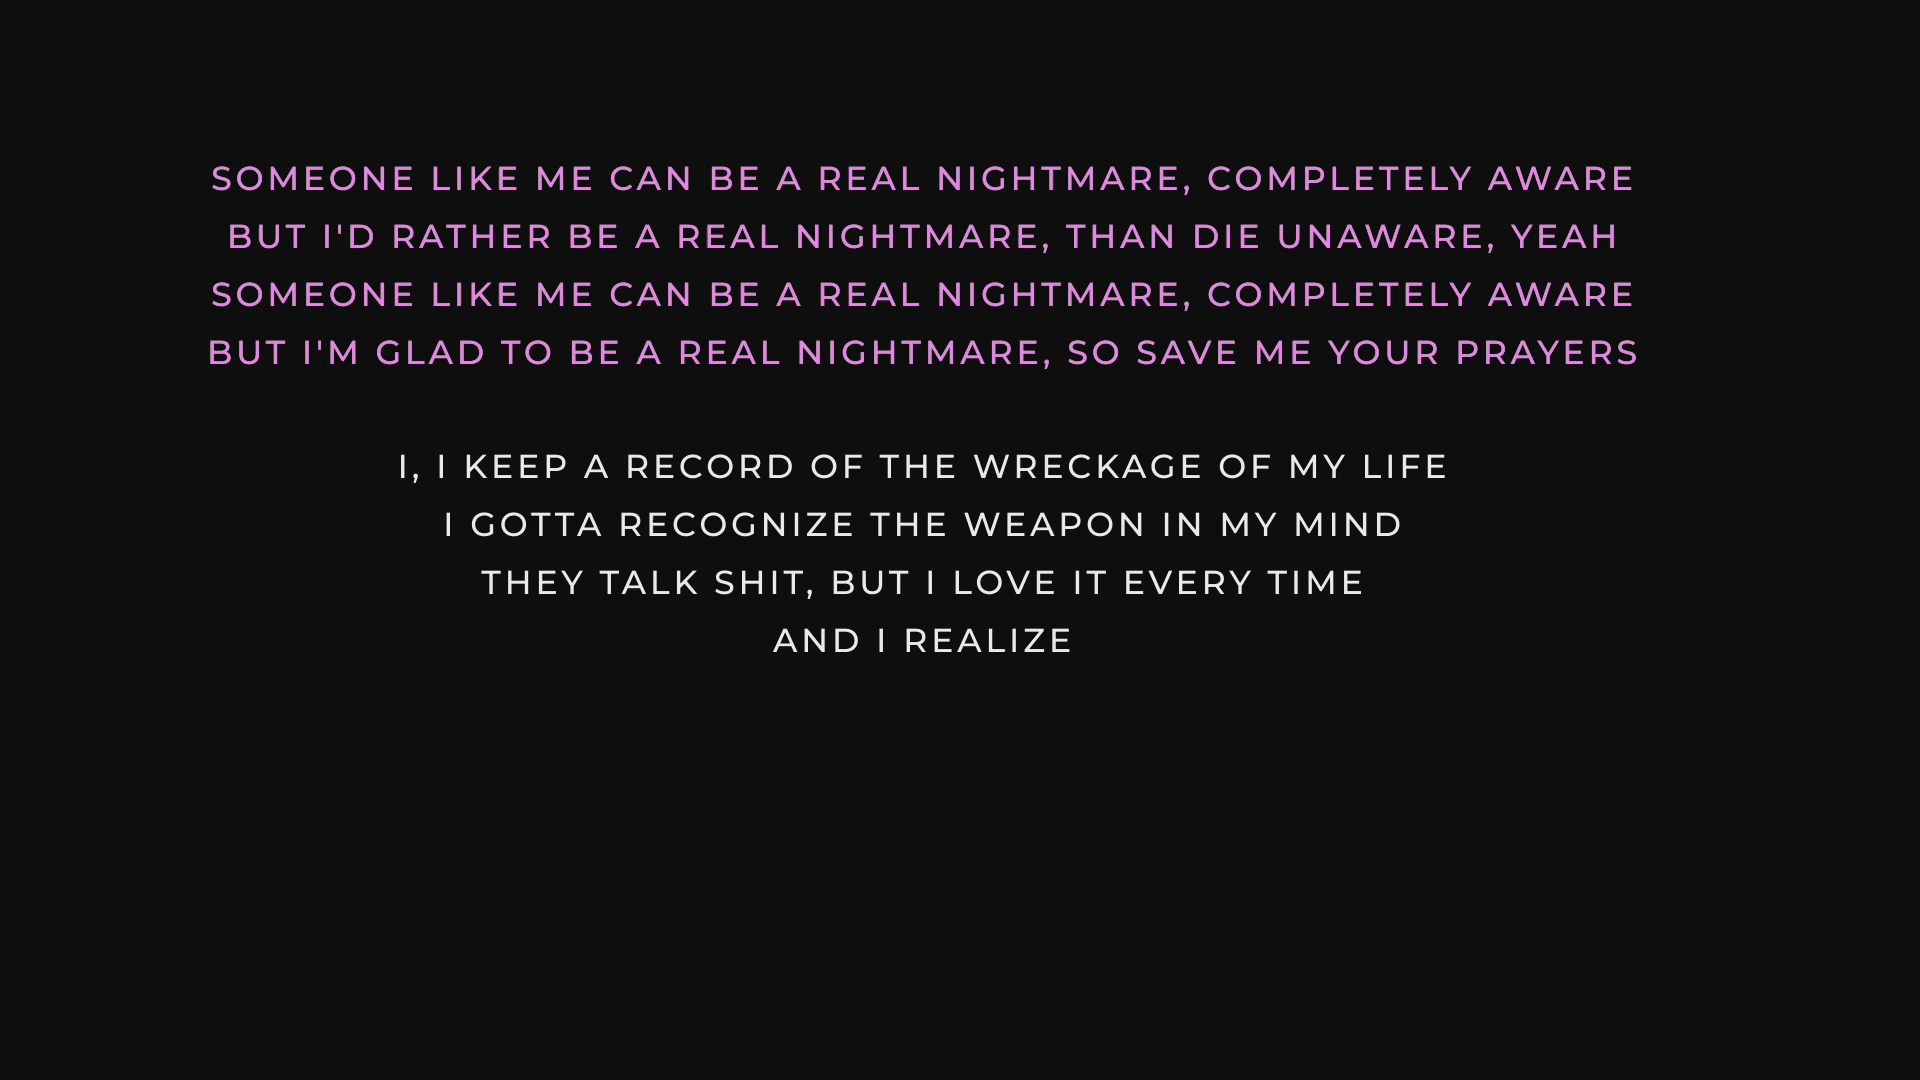 SOMEONE LIKE ME CAN BE A REAL NIGHTMARE, COMPLETELY AWARE
BUT I'D RATHER BE A REAL NIGHTMARE, THAN DIE UNAWARE, YEAH
SOMEONE LIKE ME CAN BE A REAL NIGHTMARE, COMPLETELY AWARE
BUT I'M GLAD TO BE A REAL NIGHTMARE, SO SAVE ME YOUR PRAYERS
I, I KEEP A RECORD OF THE WRECKAGE OF MY LIFE
I GOTTA RECOGNIZE THE WEAPON IN MY MIND
THEY TALK SHIT, BUT I LOVE IT EVERY TIME
AND I REALIZE